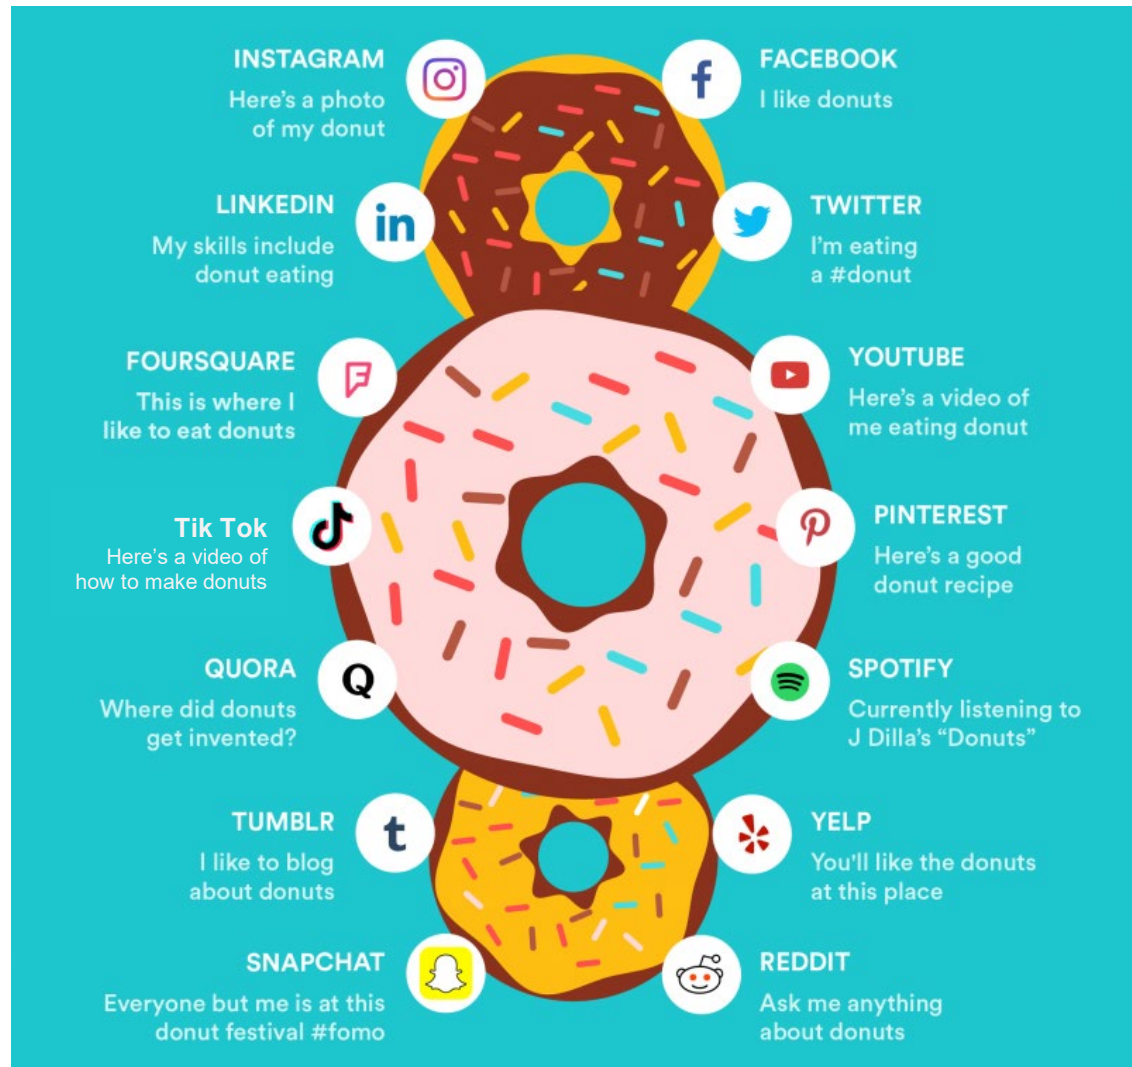 INSTAGRAM
Here's a photo
of my donut
FACEBOOK
I like donuts
LINKEDIN
My skills include
donut eating
TWITTER
I'm eating
a #donut
FOURSQUARE
This is where I
like to eat donuts
YOUTUBE
Here's a video of
me eating donut
Tik Tok
Here's a video of
how to make donuts
PINTEREST
Here's a good
donut recipe
QUORA
Where did donuts
get invented?
SPOTIFY
Currently listening to
J Dilla's “Donuts”
TUMBLR
I like to blog
about donuts
YELP
You'll like the donuts
at this place
SNAPCHAT
Everyone but me is at this
donut festival #fomo
REDDIT
Ask me anything
about donuts